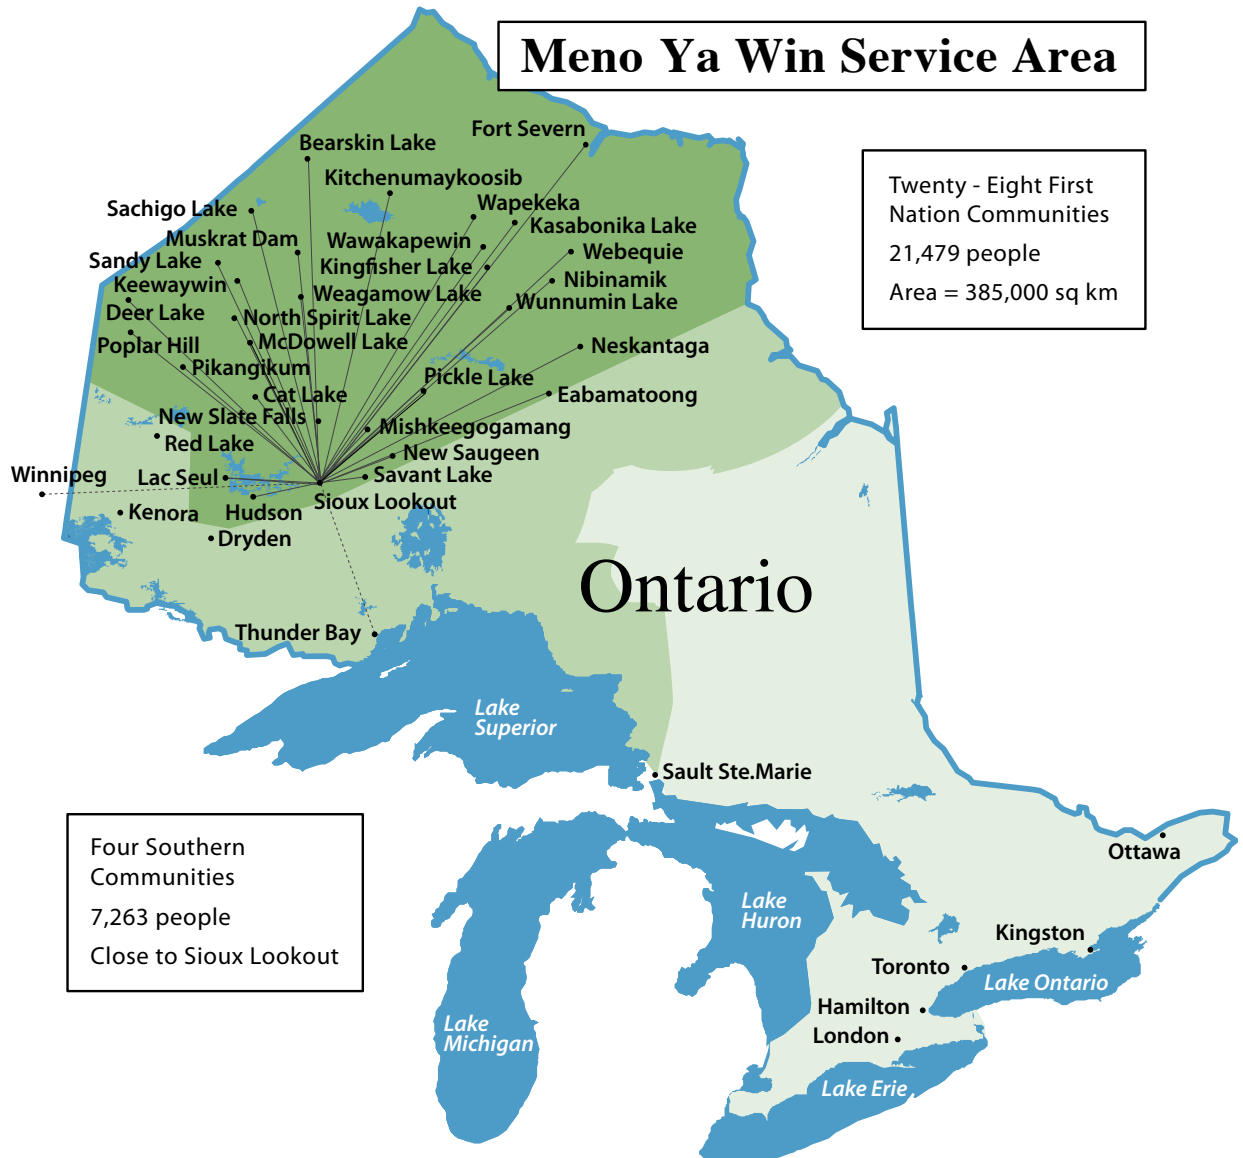 Meno Ya Win Service Area
Fort Severn
Bearskin Lake
Kitchenumaykoosib
Twenty - Eight First
Nation Communities
21,479 people
Area = 385,000 sq km
Sachigo Lake
Wapekeka
Kasabonika Lake
Muskrat Dam
Wawakapewin
Webequie
Sandy Lake
Kingfisher Lake
Keewaywin
Nibinamik
Weagamow Lake
Wunnumin Lake
Deer Lake
North Spirit Lake
Poplar Hill
McDowell Lake
Neskantaga
Pikangikum
Pickle Lake
Cat Lake
Eabamatoong
New Slate Falls
Mishkeegogamang
Red Lake
New Saugeen
Winnipeg
Lac Seul
Savant Lake
Sioux Lookout
Kenora
Hudson
Dryden
Ontario
Thunder Bay
Lake
Superior
Sault Ste.Marie
Four Southern
Communities
7,263 people
Close to Sioux Lookout
Ottawa
Lake
Huron
Kingston
Toronto
Lake Ontario
Hamilton
London
Lake
Michigan
Lake Erie